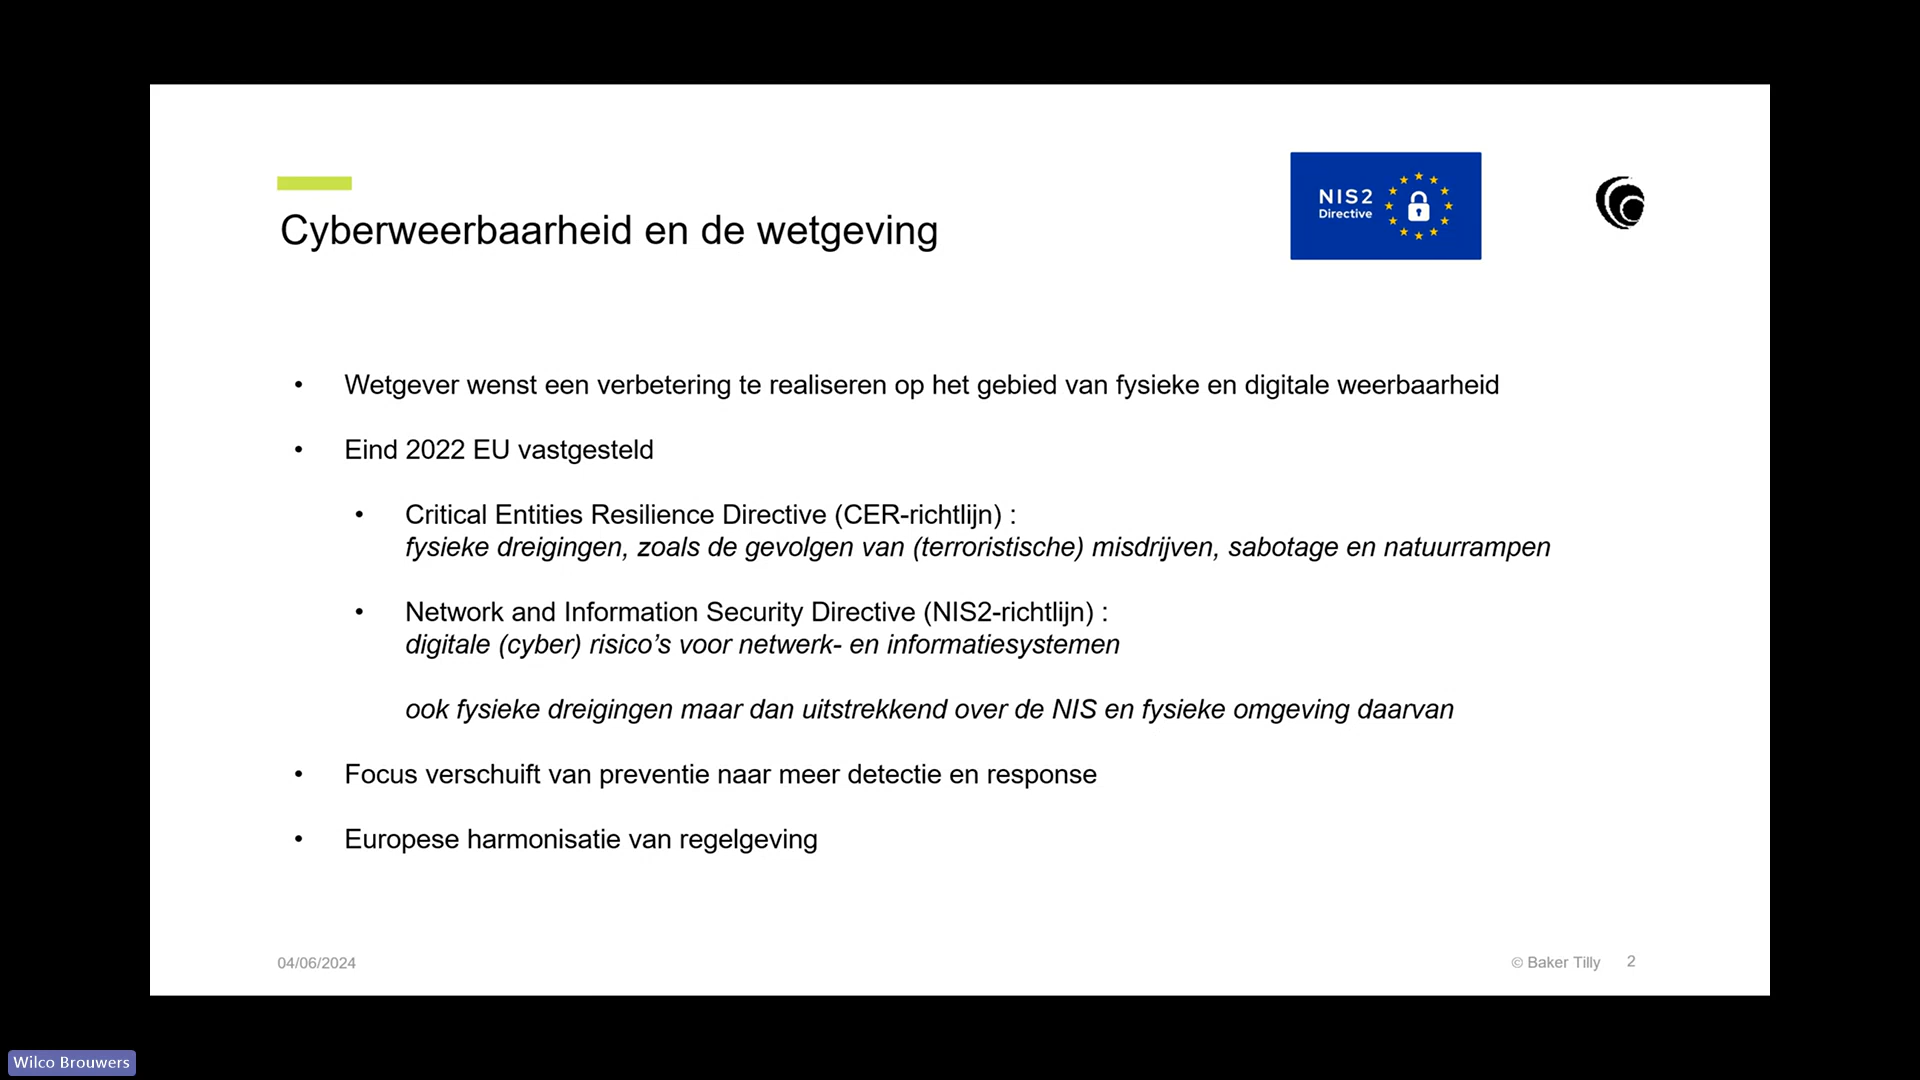 NIS2
Directive
Cyberweerbaarheid en de wetgeving
• Wetgever wenst een verbetering te realiseren op het gebied van fysieke en digitale weerbaarheid
• Eind 2022 EU vastgesteld
• Critical Entities Resilience Directive (CER-richtlijn) :
fysieke dreigingen, zoals de gevolgen van (terroristische) misdrijven, sabotage en natuurrampen
• Network and Information Security Directive (NIS2-richtlijn) :
digitale (cyber) risico’s voor netwerk- en informatiesystemen
ook fysieke dreigingen maar dan uitstrekkend over de NIS en fysieke omgeving daarvan
• Focus verschuift van preventie naar meer detectie en response
• Europese harmonisatie van regelgeving
04/06/2024
© Baker Tilly 2
Wilco Brouwers